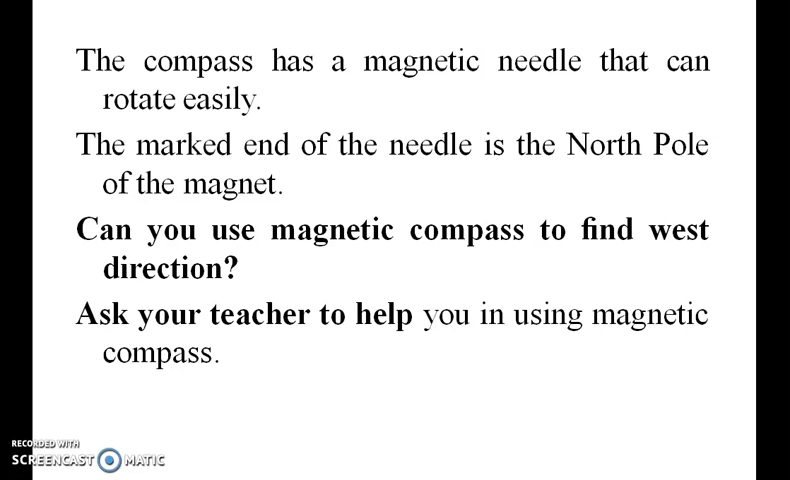 The compass has a magnetic needle that can
rotate easily.
The marked end of the needle is the North Pole
of the magnet.
Can you use magnetic compass to find west
direction?
Ask your teacher to help you in using magnetic
compass.
RECORDED WITH
SCREENCAST MATIC